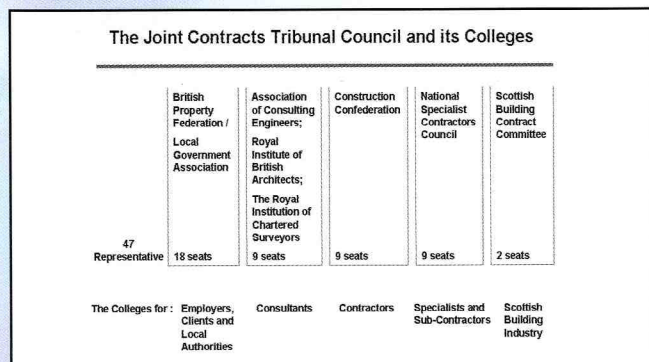 The Joint Contracts Tribunal Council and its Colleges
British
Property
Federation /
Local
Government
Association
Association
of Consulting
Engineers;
Royal
Institute of
British
Architects;
The Royal
Institution of
Chartered
Surveyors
Construction
Confederation
National
Specialist
Contractors
Council
Scottish
Building
Contract
Committee
47
Representative
18 seats
9 seats
9 seats
9 seats
2 seats
The Colleges for :
Employers,
Clients and
Local
Authorities
Consultants
Contractors
Specialists and
Sub-Contractors
Scottish
Building
Industry